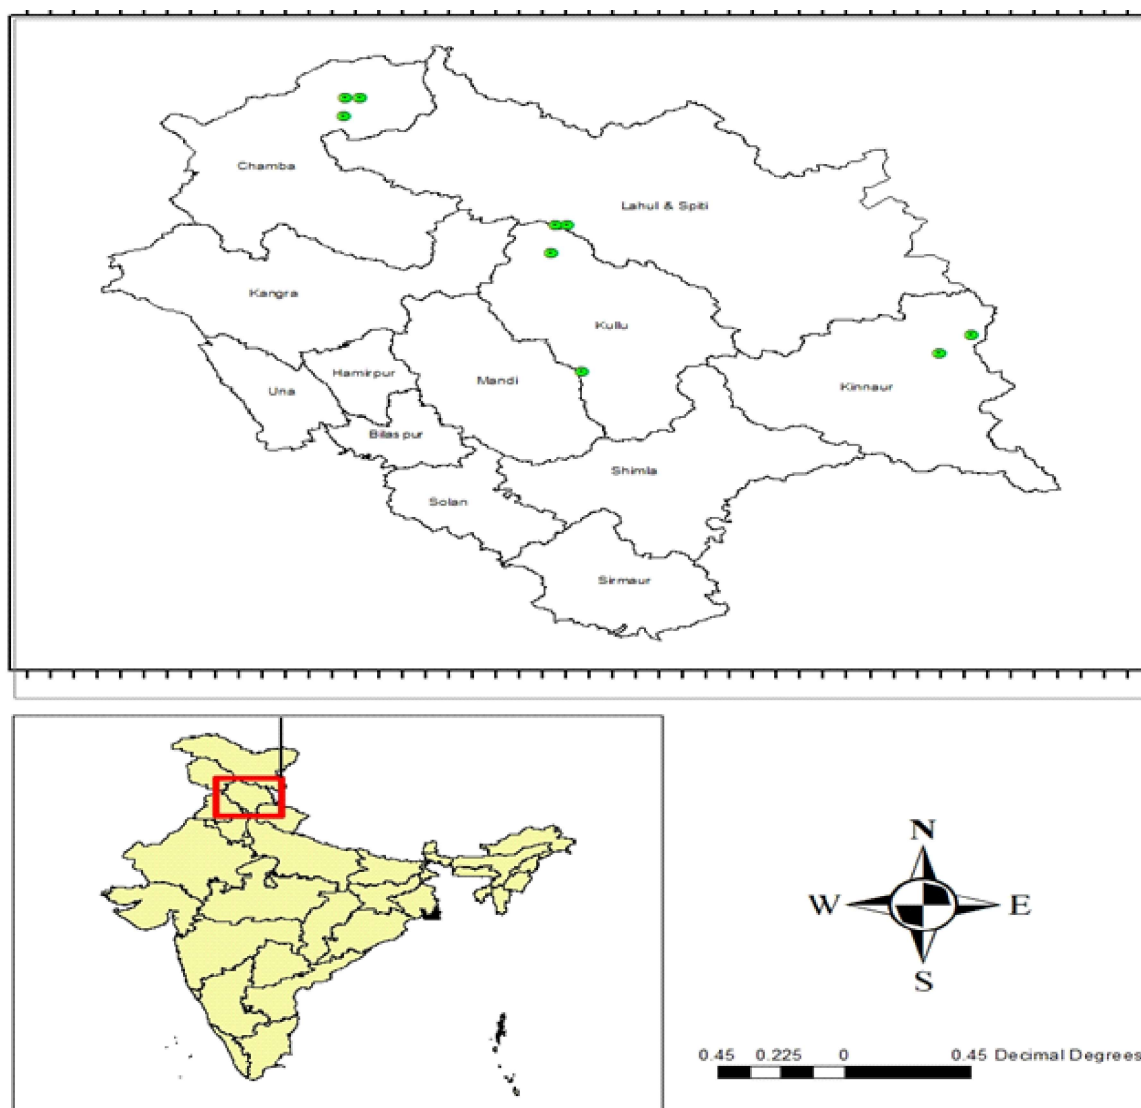 Chamba
Lahul & Spiti
Kangra
Kullu
Hamirpur
Mandi
Una
Kinnaur
Bilaspur
Shimla
Solan
Sirmaur
N
W E
S
0.45 0.225 0 0.45 Decimal Degrees